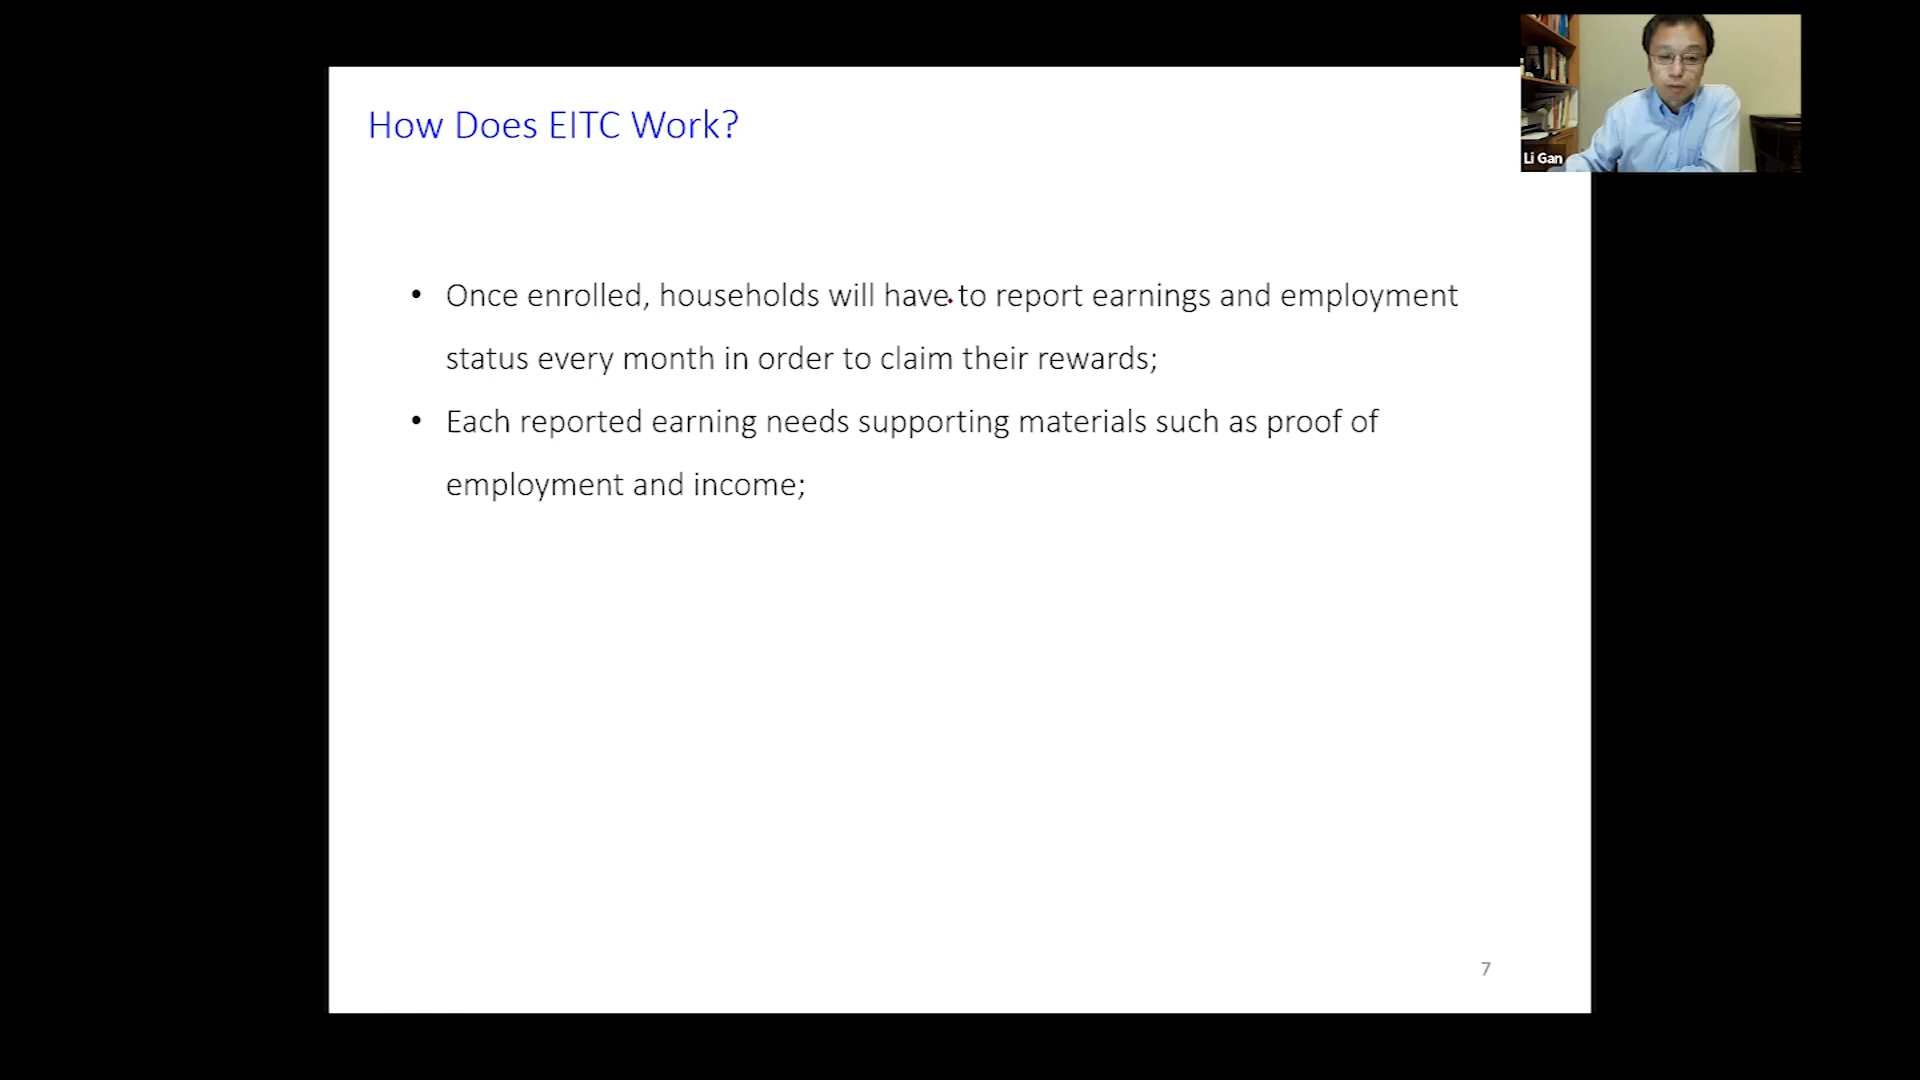 How Does EITC Work?
Li Gan
• Once enrolled, households will have to report earnings and employment
status every month in order to claim their rewards;
• Each reported earning needs supporting materials such as proof of
employment and income;
7